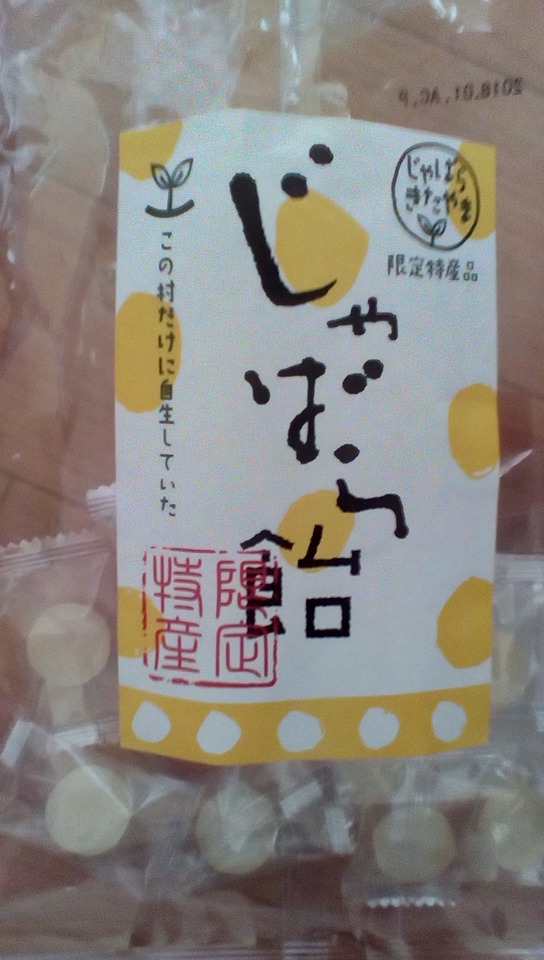 2018.01.AG.P
じゃばら
きたやま
限定特産品
じゃばら飴
この村だけに自生していた
限定
特産